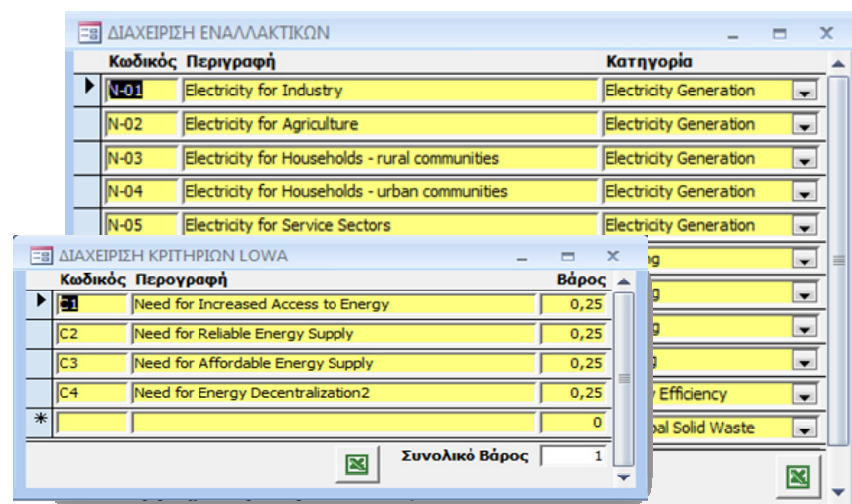 ΔΙΑΧΕΙΡΙΣΗ ΕΝΑΛΛΑΚΤΙΚΩΝ
Κωδικός Περιγραφή Κατηγορία
N-01 Electricity for Industry Electricity Generation
N-02 Electricity for Agriculture Electricity Generation
N-03 Electricity for Households - rural communities Electricity Generation
N-04 Electricity for Households - urban communities Electricity Generation
N-05 Electricity for Service Sectors Electricity Generation
Efficiency
Solid Waste
ΔΙΑΧΕΙΡΙΣΗ ΚΡΙΤΗΡΙΩΝ LOWA
Κωδικός Περογραφή Βάρος
C1 Need for Increased Access to Energy 0,25
C2 Need for Reliable Energy Supply 0,25
C3 Need for Affordable Energy Supply 0,25
C4 Need for Energy Decentralization2 0,25
0
Συνολικό Βάρος 1